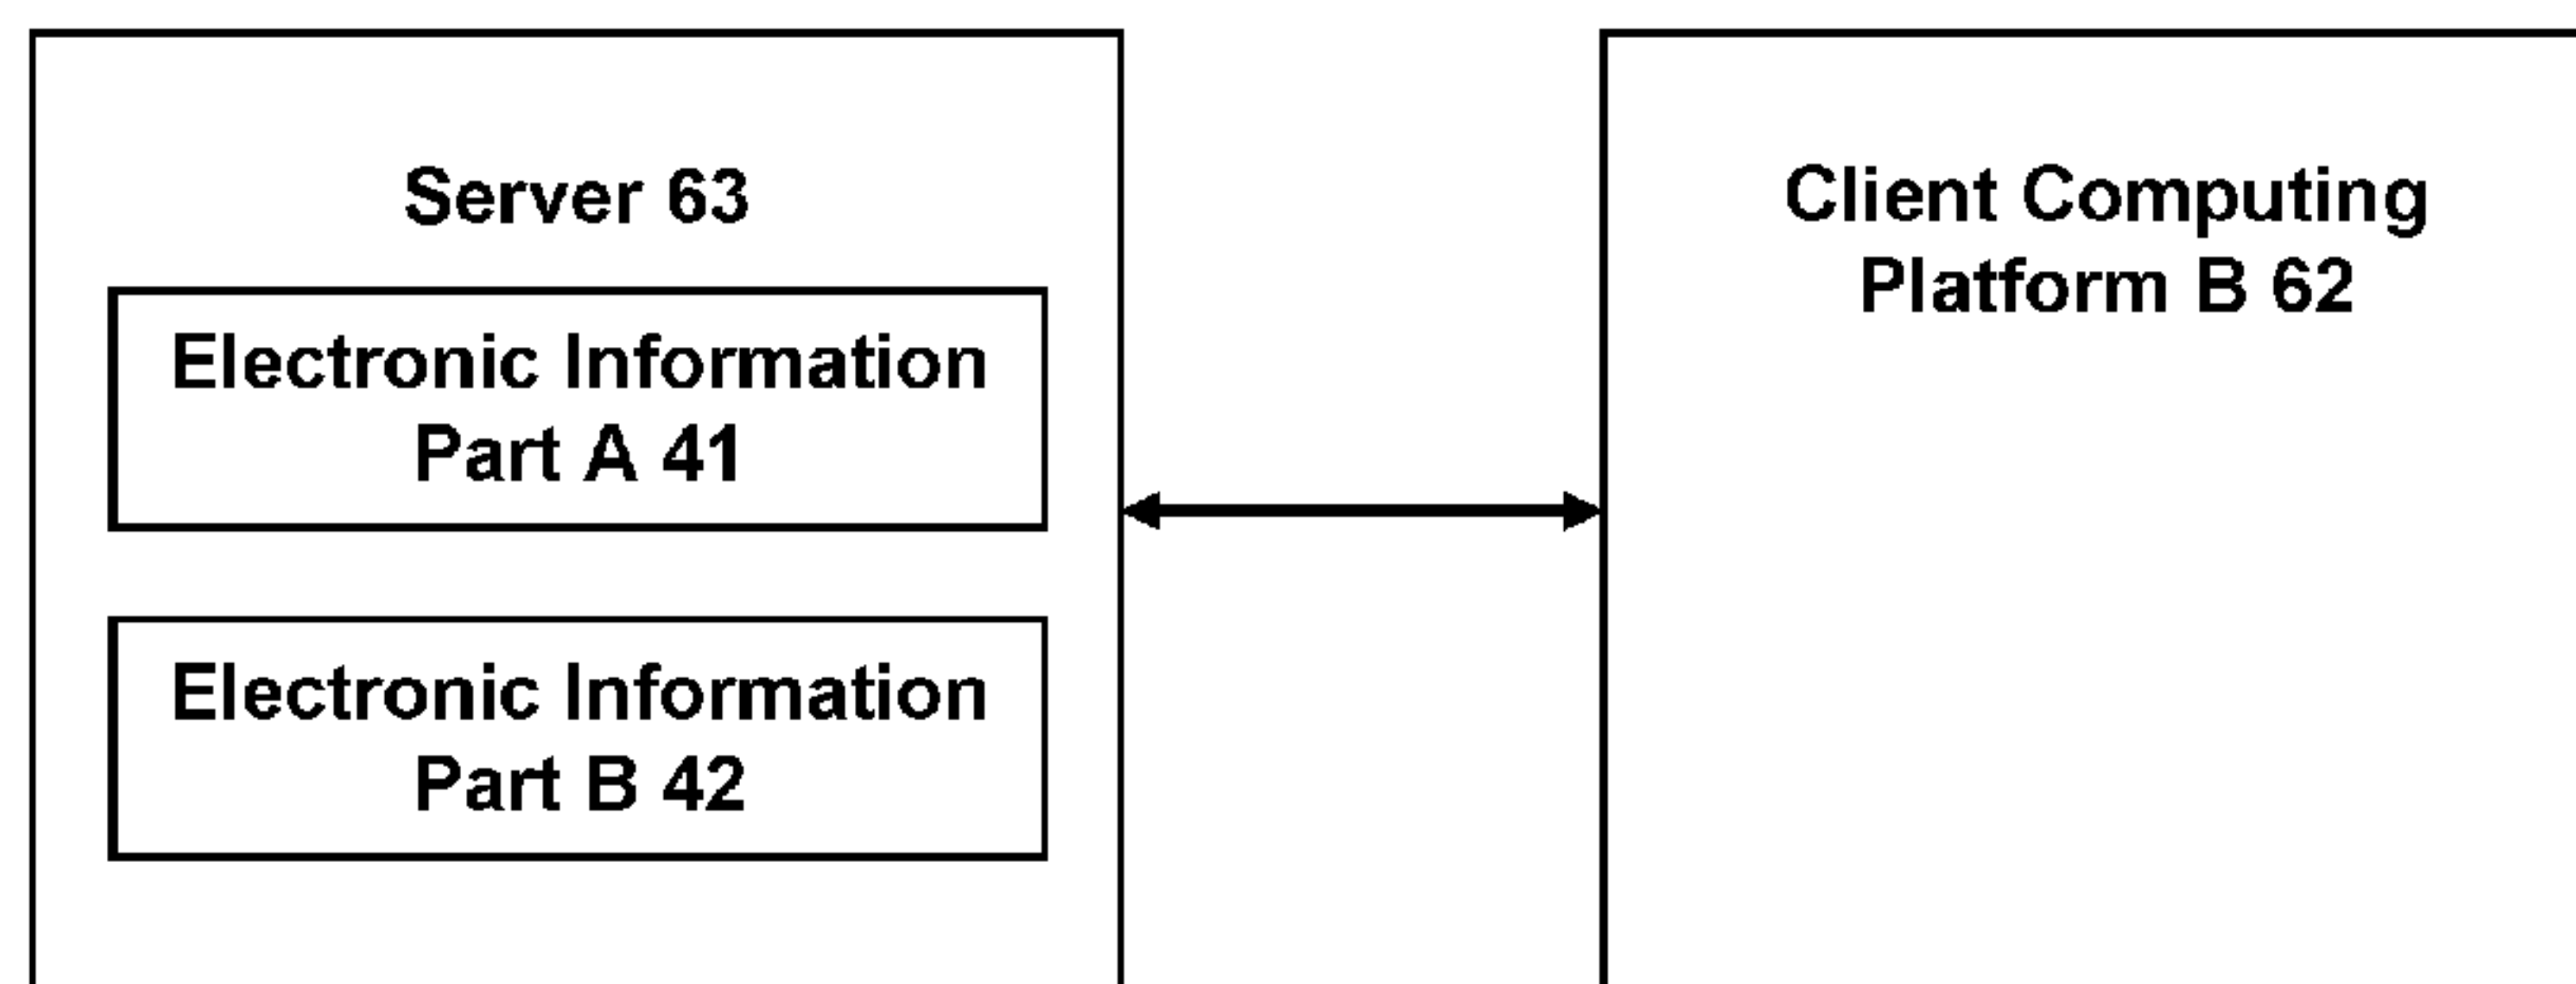 Server 63
Electronic Information
Part A 41
Electronic Information
Part B 42
Client Computing
Platform B 62